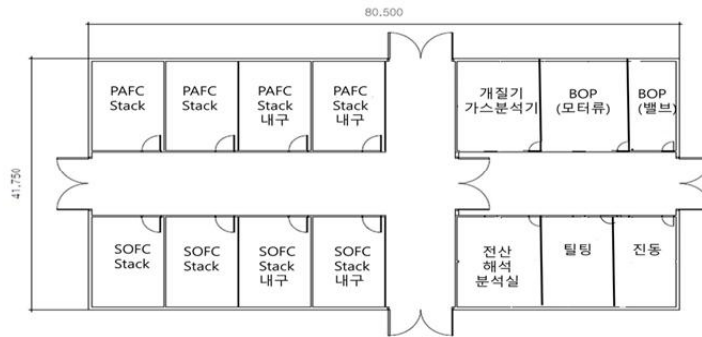 80,500
41,750
PAFC
Stack
PAFC
Stack
PAFC
Stack
내구
PAFC
Stack
내구
개질기
가스분석기
BOP
(모터류)
BOP
(밸브)
SOFC
Stack
SOFC
Stack
SOFC
Stack
내구
SOFC
Stack
내구
전산
해석
분석실
틸팅
진동